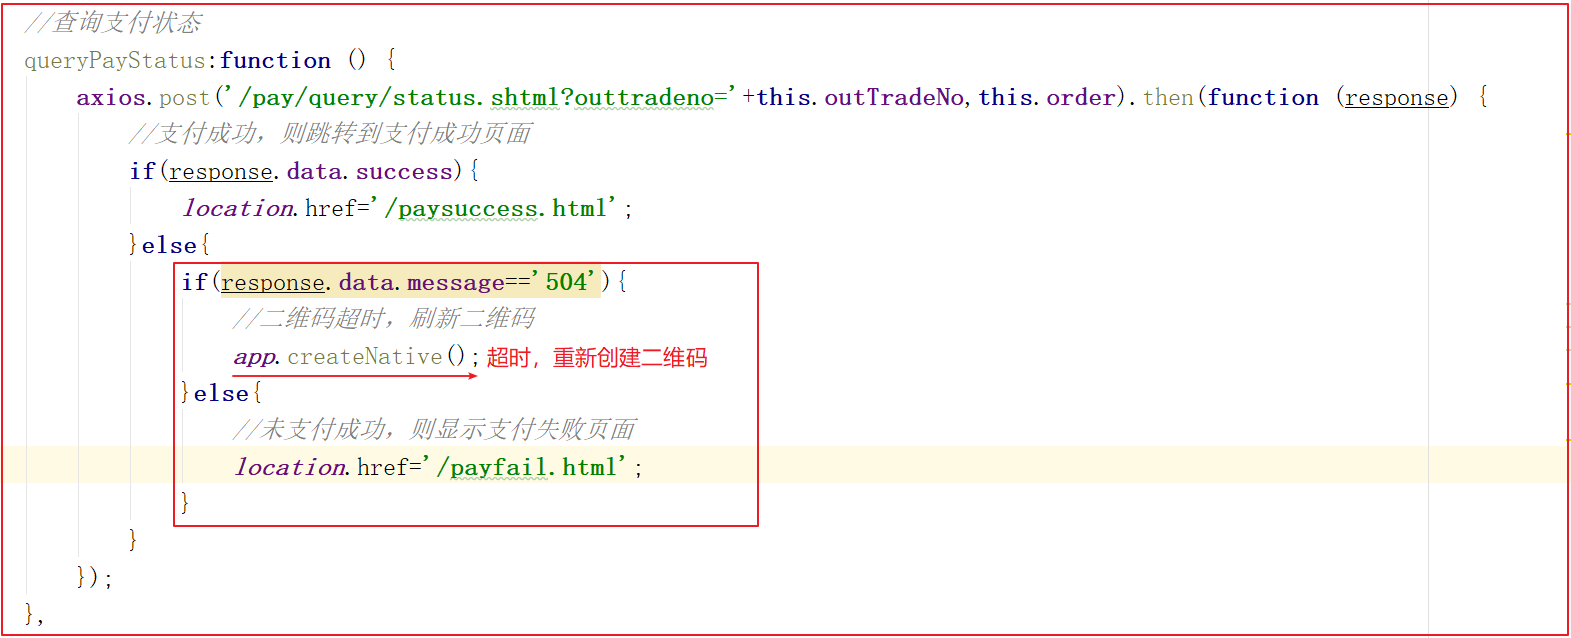 //查询支付状态
queryPayStatus:function () {
axios.post('/pay/query/status.shtml?outtradeno='+this.outTradeNo,this.order).then(function (response) {
//支付成功，则跳转到支付成功页面
if(response.data.success){
location.href='/paysuccess.html';
}else{
if(response.data.message=='504'){
//二维码超时，刷新二维码
app.createNative(); 超时，重新创建二维码
}else{
//未支付成功，则显示支付失败页面
location.href='/payfail.html';
}
}
});
},